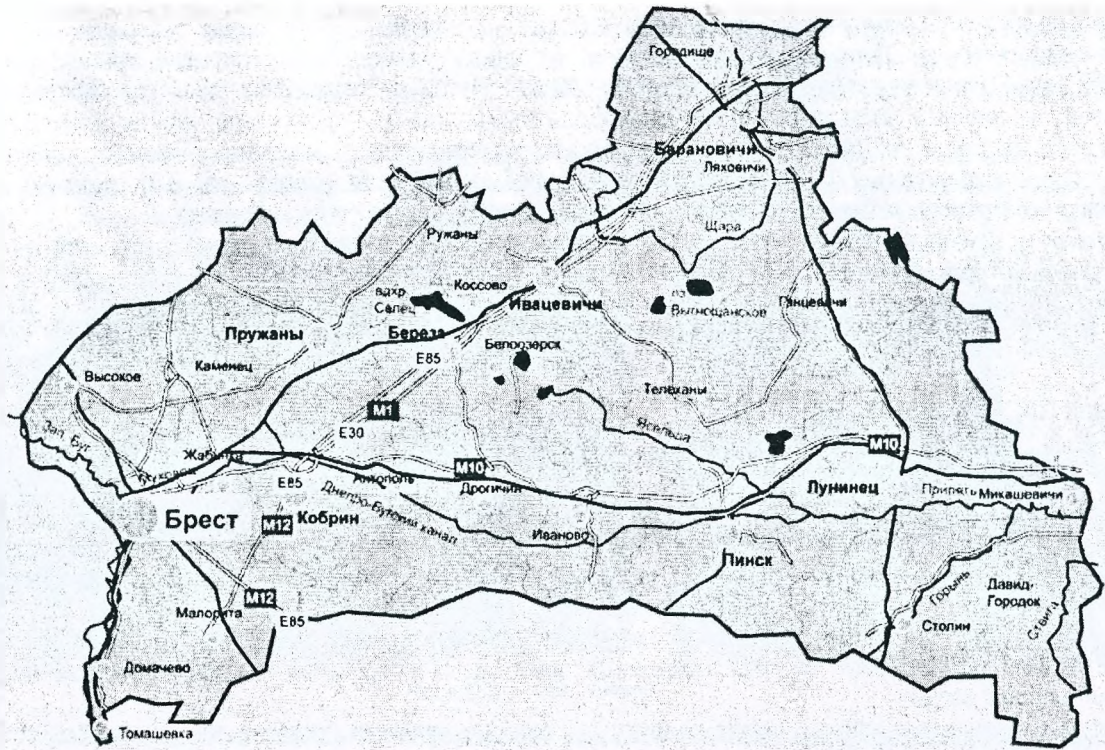 Городище
Барановичи
Ляховичи
Щара
Ружаны
Коссово
вдхр.
Селец
Ивацевичи
оз.
Выгнощанское
Ганцевичи
Пружаны
Береза
Белоозерск
E85
Каменец
Высокое
Телеханы
M1
E30
Ясельда
Зап. Буг
M10
Жабинка
M10
E85
Антополь
Дрогичин
Лунинец
Припять
Микашевичи
Днепро-Бугский канал
Брест
M12
Кобрин
Иваново
Пинск
Горынь
Давид-
Городок
Ствига
Столин
M12
Малорита
E85
Домачево
Томашевка